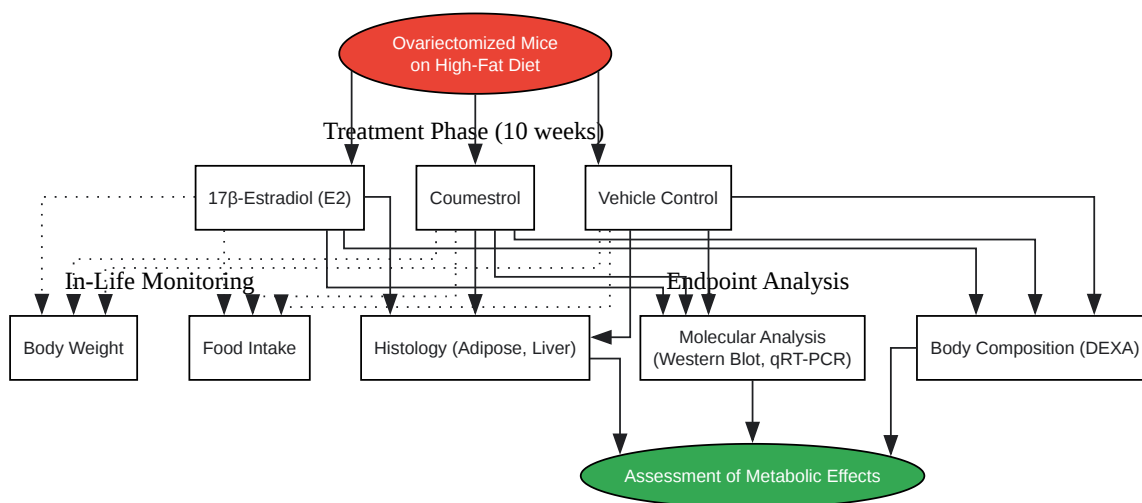 Ovariectomized Mice
on High-Fat Diet
Treatment Phase (10 weeks)
17β-Estradiol (E2)
Coumestrol
Vehicle Control
In-Life Monitoring
Endpoint Analysis
Body Weight
Food Intake
Histology (Adipose, Liver)
Molecular Analysis
(Western Blot, qRT-PCR)
Body Composition (DEXA)
Assessment of Metabolic Effects